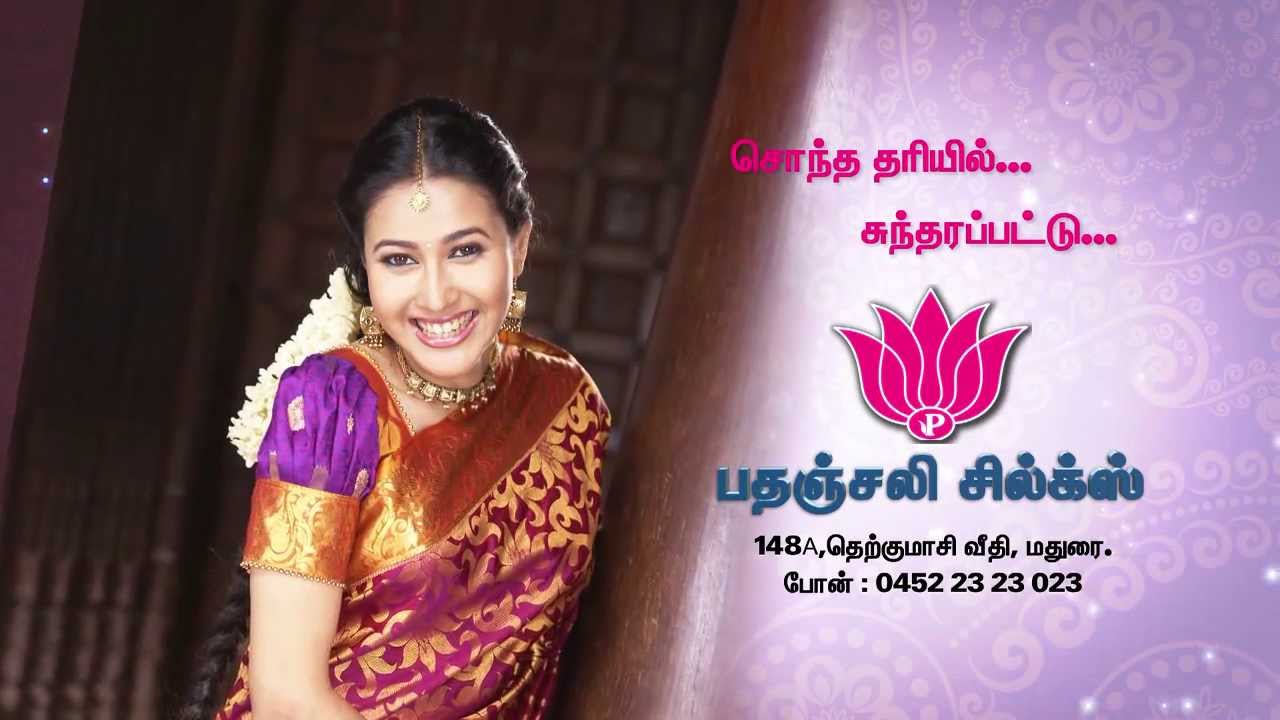 சொந்த தரியில்...
சுந்தரப்பட்டு...
P
பதஞ்சலி சில்க்ஸ்
148A,தெற்குமாசி வீதி, மதுரை.
போன் : 0452 23 23 023